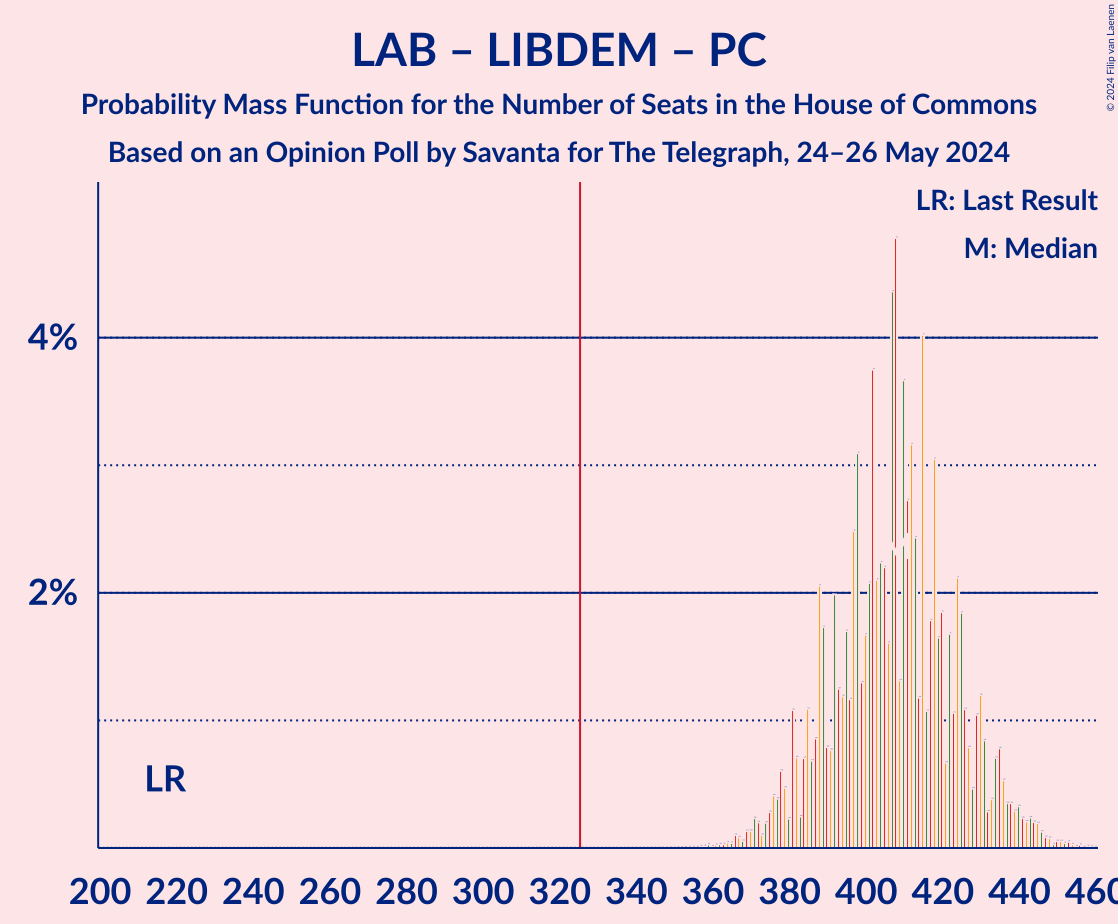 LAB – LIBDEM – PC
Probability Mass Function for the Number of Seats in the House of Commons
Based on an Opinion Poll by Savanta for The Telegraph, 24–26 May 2024
© 2024 Filip van Laenen
LR: Last Result
M: Median
4%
2%
LR
200 220 240 260 280 300 320 340 360 380 400 420 440 460